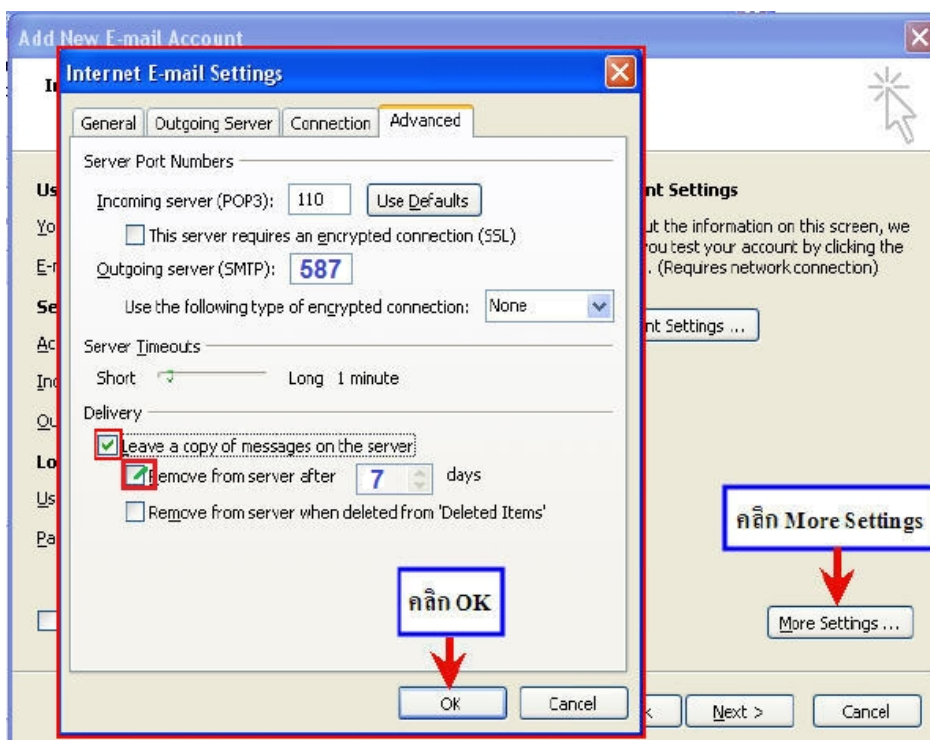 Add New E-mail Account
Internet E-mail Settings
General
Outgoing Server
Connection
Advanced
Server Port Numbers
Incoming server (POP3): 110 Use Defaults
This server requires an encrypted connection (SSL)
Outgoing server (SMTP): 587
Use the following type of encrypted connection: None
Server Timeouts
Short Long 1 minute
Delivery
Leave a copy of messages on the server
Remove from server after 7 days
Remove from server when deleted from 'Deleted Items'
คลิก OK
OK Cancel
nt Settings
ut the information on this screen, we
you test your account by clicking the
. (Requires network connection)
nt Settings ...
คลิก More Settings
More Settings ...
Next > Cancel